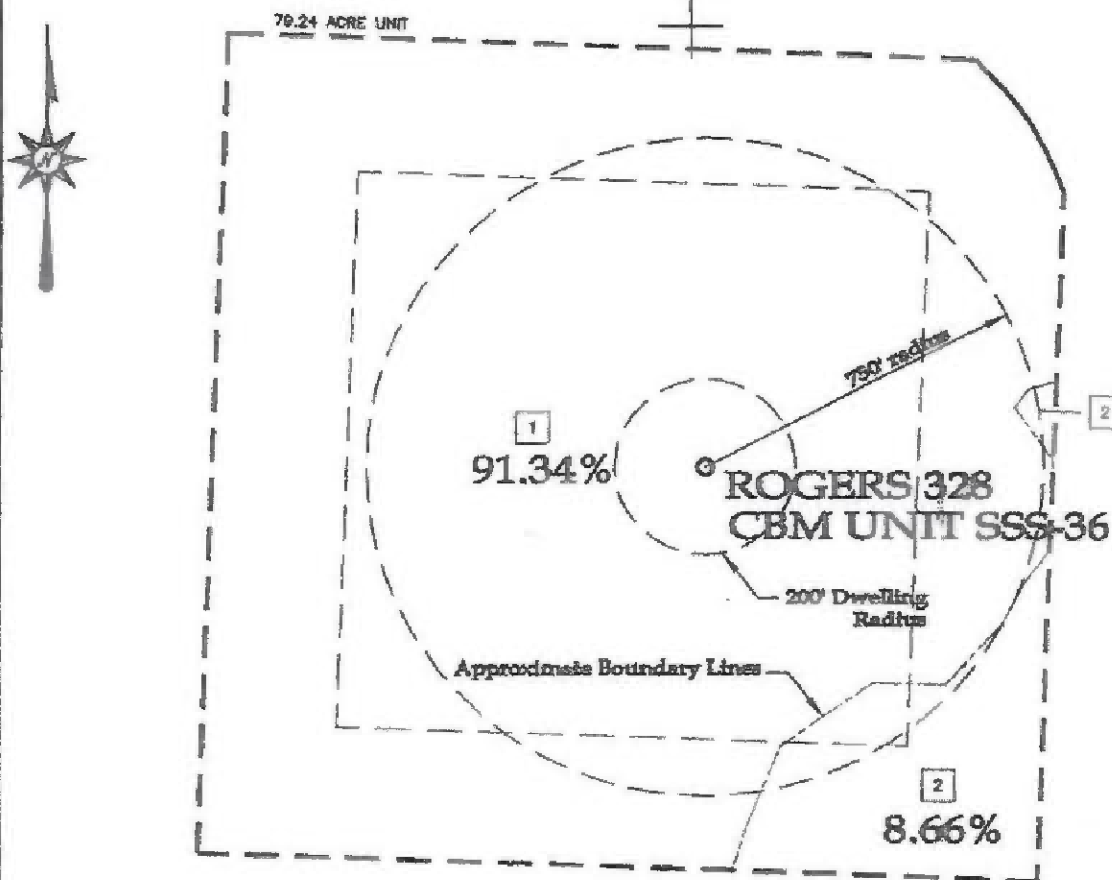 79.24 ACRE UNIT
N
750' radius
2
1
91.34%
ROGERS 328
CBM UNIT SSS-36
200' Dwelling
Radius
Approximate Boundary Lines
2
8.66%